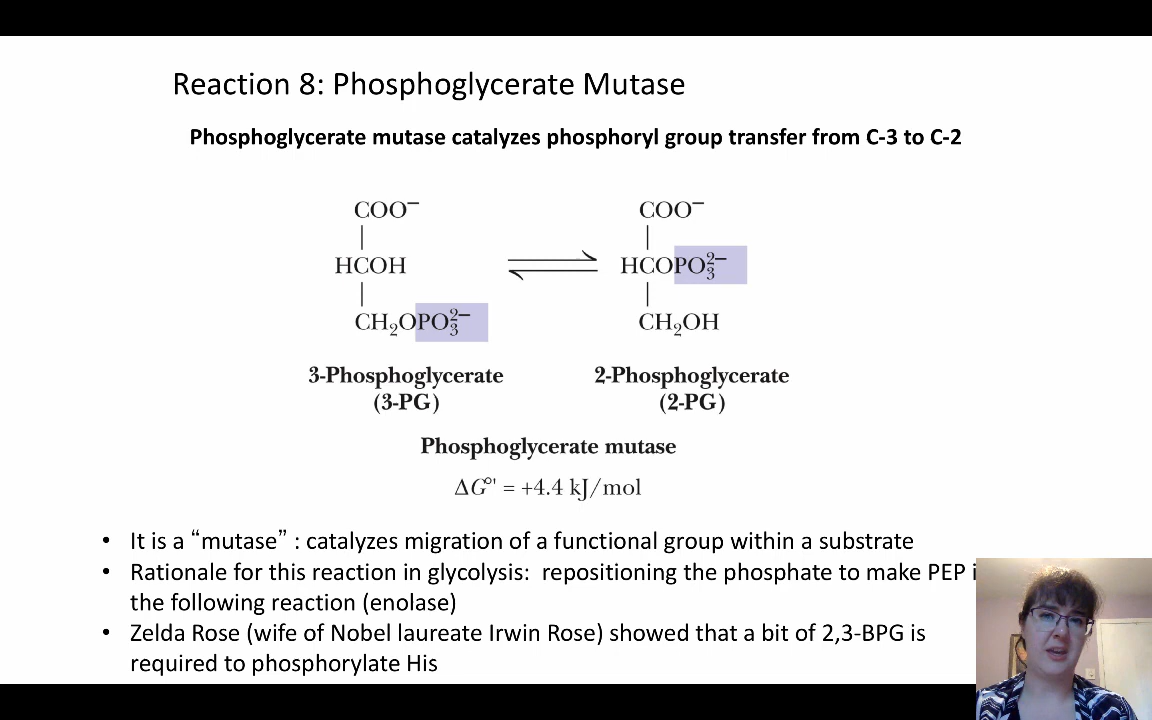 Reaction 8: Phosphoglycerate Mutase
Phosphoglycerate mutase catalyzes phosphoryl group transfer from C-3 to C-2
COO⁻ COO⁻
HCOH HCOPO₃²⁻
CH₂OPO₃²⁻ CH₂OH
3-Phosphoglycerate 2-Phosphoglycerate
(3-PG) (2-PG)
Phosphoglycerate mutase
ΔG°' = +4.4 kJ/mol
• It is a “mutase” : catalyzes migration of a functional group within a substrate
• Rationale for this reaction in glycolysis: repositioning the phosphate to make PEP
the following reaction (enolase)
• Zelda Rose (wife of Nobel laureate Irwin Rose) showed that a bit of 2,3-BPG is
required to phosphorylate His